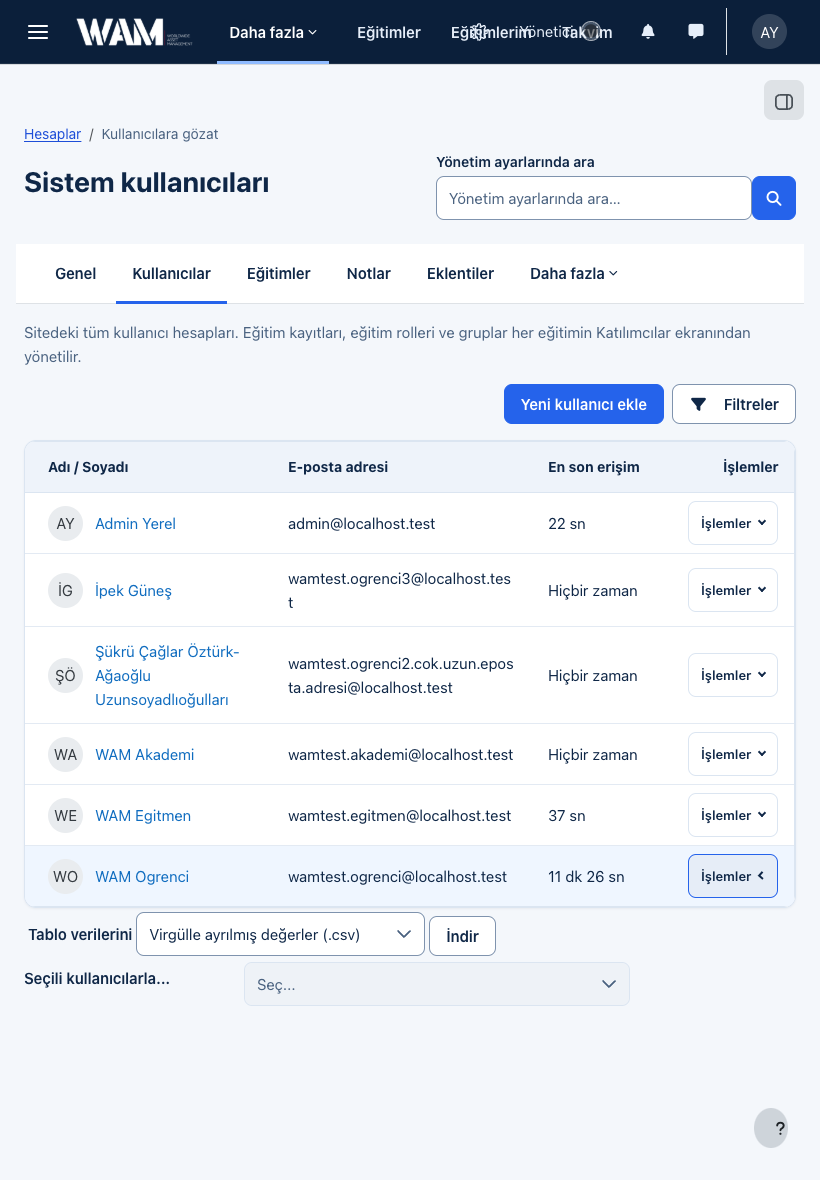 WAM
Daha fazla
Eğitimler
Eğitimlerim
Takvim
AY
Hesaplar / Kullanıcılara gözat
Sistem kullanıcıları
Yönetim ayarlarında ara
Yönetim ayarlarında ara...
Genel Kullanıcılar Eğitimler Notlar Eklentiler Daha fazla
Sitedeki tüm kullanıcı hesapları. Eğitim kayıtları, eğitim rolleri ve gruplar her eğitimin Katılımcılar ekranından
yönetilir.
Yeni kullanıcı ekle Filtreler
Adı / Soyadı E-posta adresi En son erişim İşlemler
AY Admin Yerel admin@localhost.test 22 sn İşlemler
İG İpek Güneş wamtest.ogrenci3@localhost.tes
t Hiçbir zaman İşlemler
ŞÖ Şükrü Çağlar Öztürk-
Ağaoğlu
Uzunsoyadlıoğulları
wamtest.ogrenci2.cok.uzun.epos
ta.adresi@localhost.test
Hiçbir zaman İşlemler
WA WAM Akademi wamtest.akademi@localhost.test Hiçbir zaman İşlemler
WE WAM Egitmen wamtest.egitmen@localhost.test 37 sn İşlemler
WO WAM Ogrenci wamtest.ogrenci@localhost.test 11 dk 26 sn İşlemler
Tablo verilerini Virgülle ayrılmış değerler (.csv) İndir
Seçili kullanıcılarla... Seç...
?